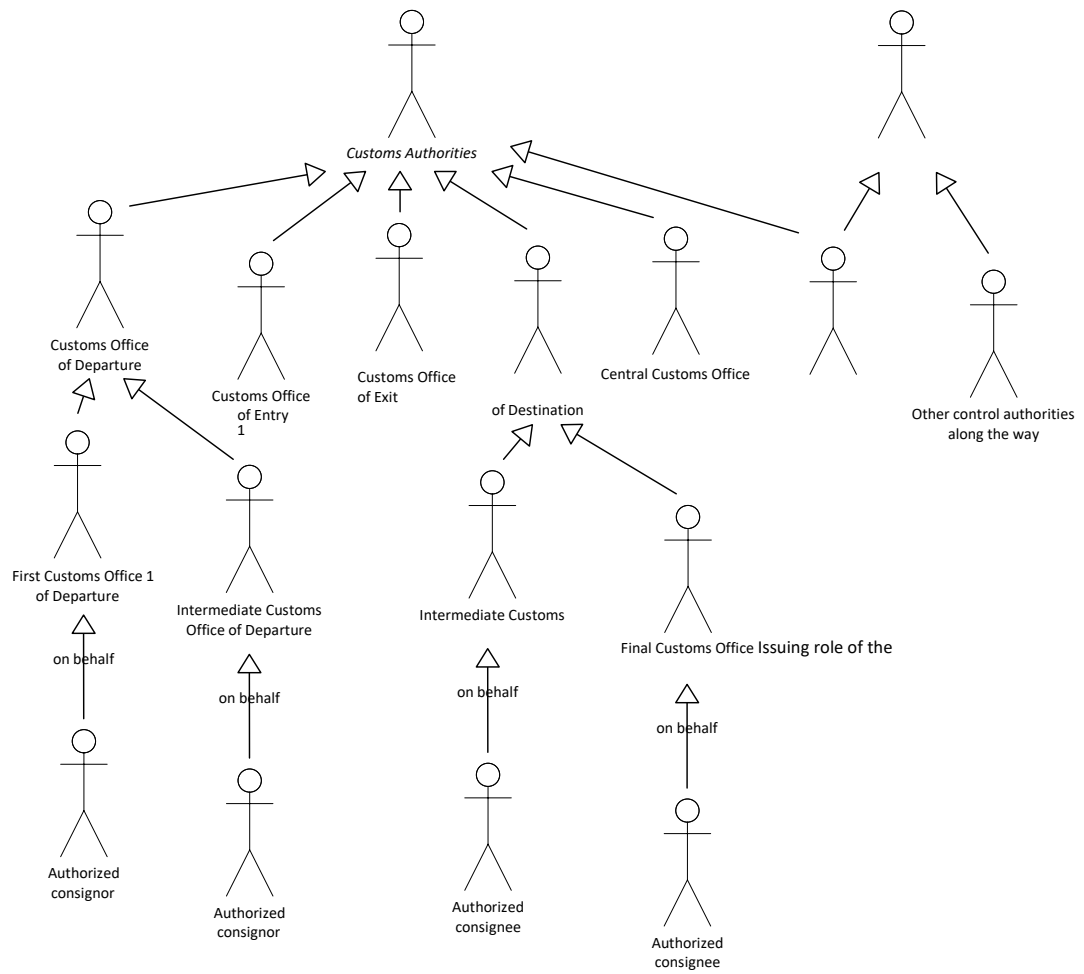 Customs Authorities
Customs Office
of Departure
Customs Office
of Entry
1
Customs Office
of Exit
of Destination
Central Customs Office
Other control authorities
along the way
First Customs Office 1
of Departure
Intermediate Customs
Office of Departure
Intermediate Customs
Final Customs Office Issuing role of the
on behalf
on behalf
on behalf
on behalf
Authorized
consignor
Authorized
consignor
Authorized
consignee
Authorized
consignee